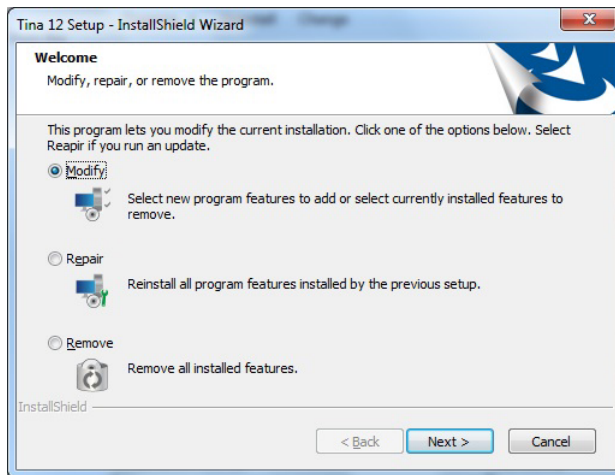 Tina 12 Setup - InstallShield Wizard
Welcome
Modify, repair, or remove the program.
This program lets you modify the current installation. Click one of the options below. Select
Reapir if you run an update.
Modify
Select new program features to add or select currently installed features to
remove.
Repair
Reinstall all program features installed by the previous setup.
Remove
Remove all installed features.
InstallShield
< Back
Next >
Cancel